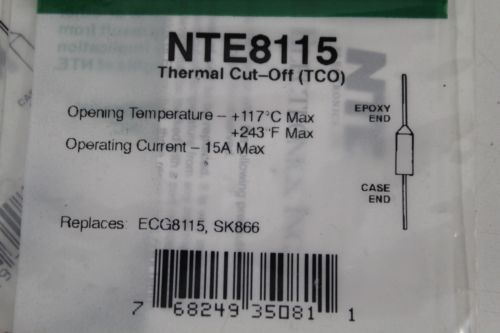 NTE8115
Thermal Cut-Off (TCO)
Opening Temperature - +117°C Max
+243°F Max
Operating Current - 15A Max
EPOXY
END
CASE
END
Replaces: ECG8115, SK866
7 68249 35081 1